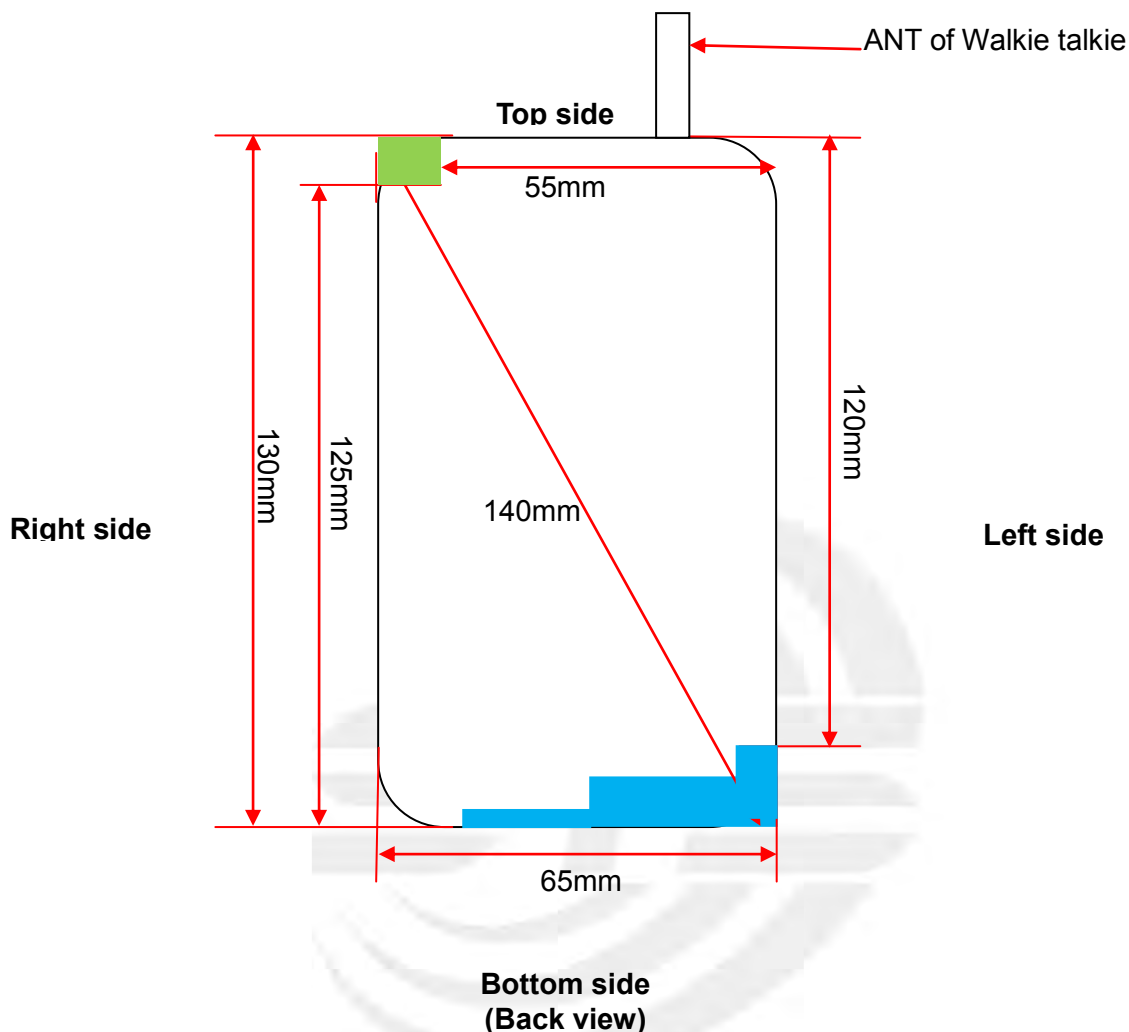 ANT of Walkie talkie
Top side
55mm
120mm
130mm
125mm
140mm
Right side
Left side
65mm
Bottom side
(Back view)